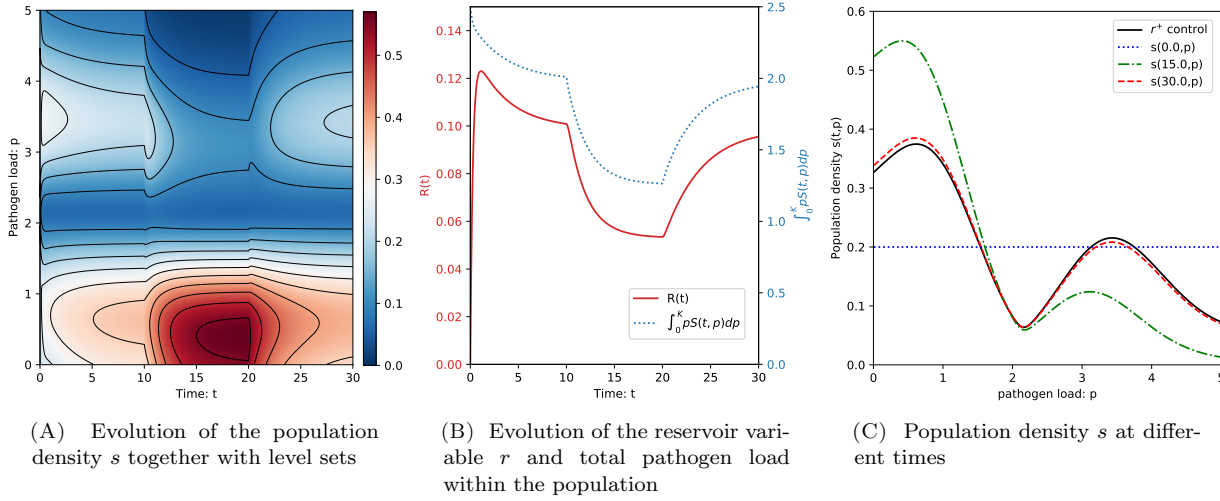 5
4
3
2
1
0
Pathogen load: p
0 5 10 15 20 25 30
Time: t
0.5
0.4
0.3
0.2
0.1
0.0
0.14
0.12
0.10
0.08
0.06
0.04
0.02
0.00
R(t)
0 5 10 15 20 25 30
Time: t
2.5
2.0
1.5
1.0
0.5
0.0
∫₀ᴷ pS(t, p)dp
R(t)
∫₀ᴷ pS(t, p)dp
0.6
0.5
0.4
0.3
0.2
0.1
0.0
Population density s(t,p)
0 1 2 3 4 5
pathogen load: p
r⁺ control
s(0.0,p)
s(15.0,p)
s(30.0,p)
(A) Evolution of the population
density s together with level sets
(B) Evolution of the reservoir vari-
able r and total pathogen load
within the population
(C) Population density s at differ-
ent times